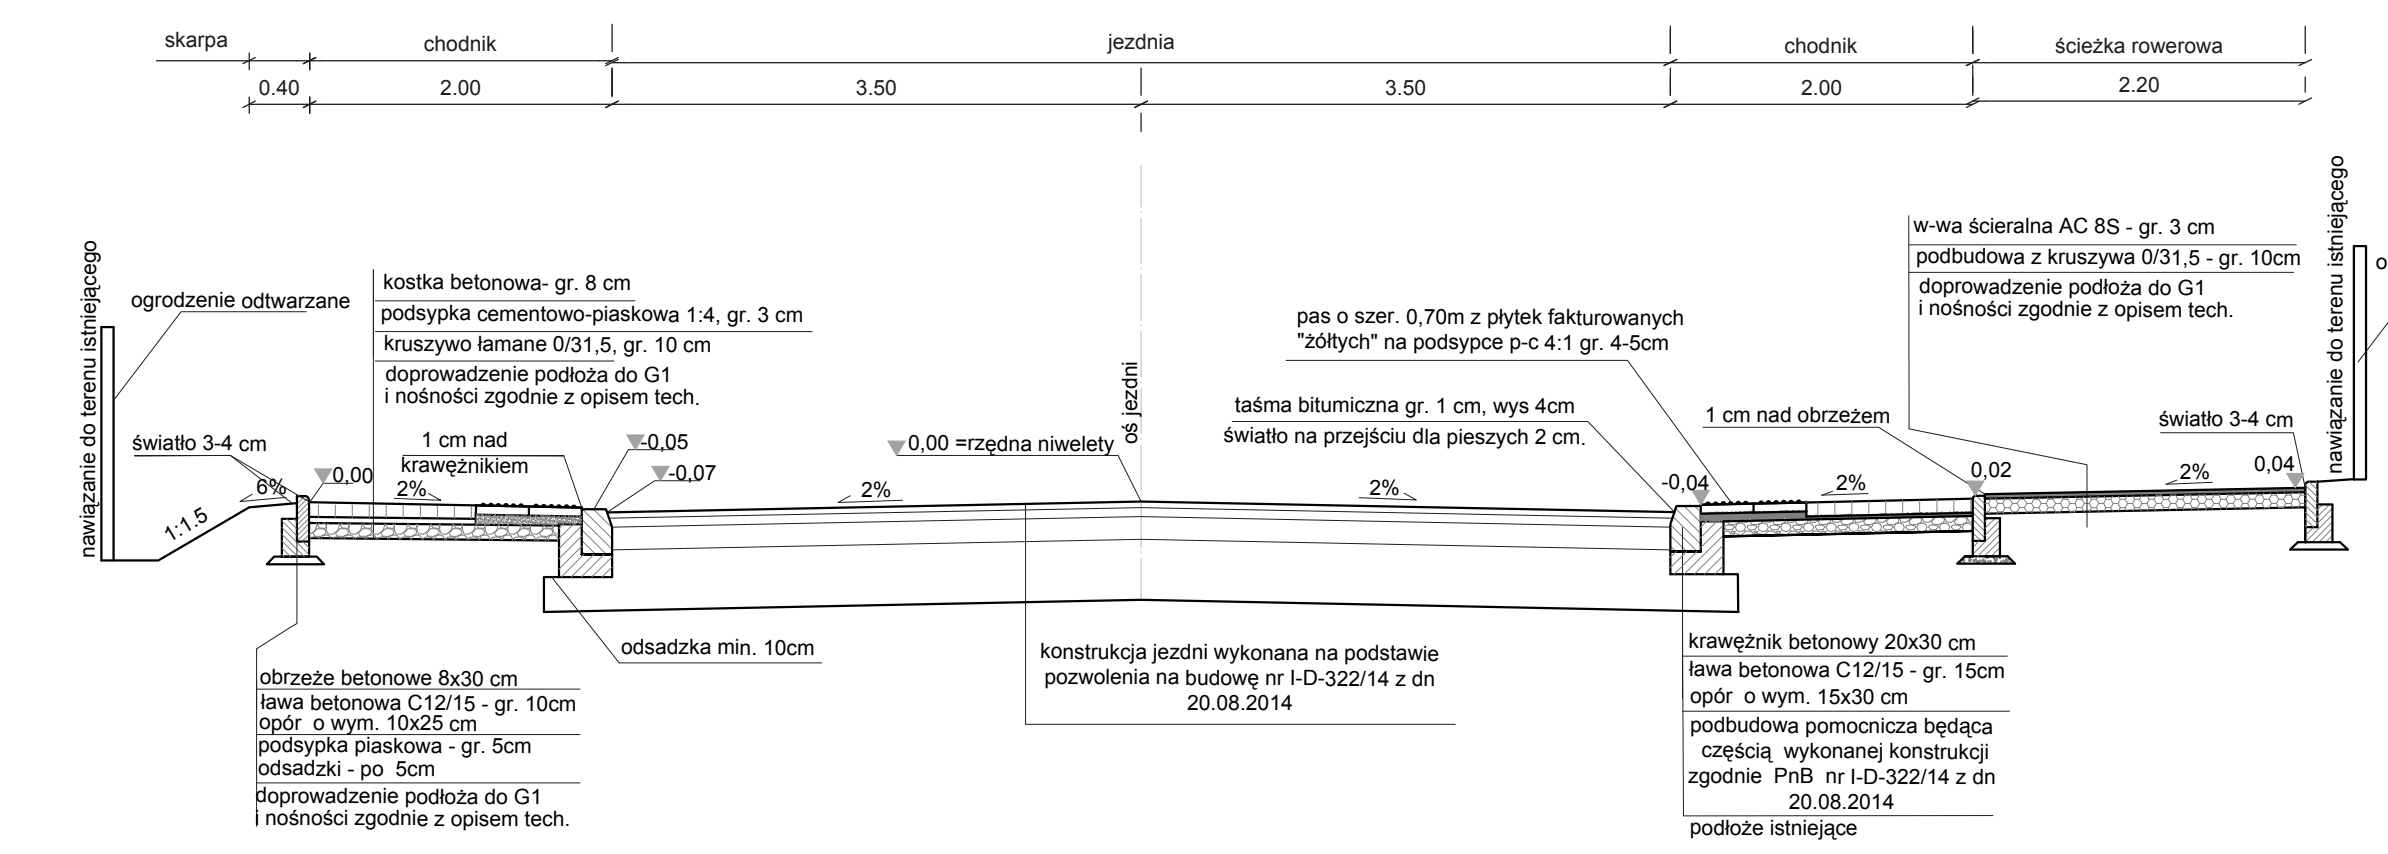 skarpa
chodnik
jezdnia
chodnik
ścieżka rowerowa
0.40
2.00
3.50
3.50
2.00
2.20
nawiązanie do terenu istniejącego
ogrodzenie odtwarzane
kostka betonowa- gr. 8 cm
podsypka cementowo-piaskowa 1:4, gr. 3 cm
kruszywo łamane 0/31,5, gr. 10 cm
doprowadzenie podłoża do G1
i nośności zgodnie z opisem tech.
światło 3-4 cm
1 cm nad
krawężnikiem
-0,05
-0,07
0,00
6%
2%
1:1.5
0,00 =rzędna niwelety
oś jezdni
2%
2%
pas o szer. 0,70m z płytek fakturowanych
"żółtych" na podsypce p-c 4:1 gr. 4-5cm
taśma bitumiczna gr. 1 cm, wys 4cm
światło na przejściu dla pieszych 2 cm.
w-wa ścieralna AC 8S - gr. 3 cm
podbudowa z kruszywa 0/31,5 - gr. 10cm
doprowadzenie podłoża do G1
i nośności zgodnie z opisem tech.
1 cm nad obrzeżem
światło 3-4 cm
nawiązanie do terenu istniejącego
o
-0,04
2%
0,02
2%
0,04
odsadzka min. 10cm
konstrukcja jezdni wykonana na podstawie
pozwolenia na budowę nr I-D-322/14 z dn
20.08.2014
obrzeże betonowe 8x30 cm
ława betonowa C12/15 - gr. 10cm
opór o wym. 10x25 cm
podsypka piaskowa - gr. 5cm
odsadzki - po 5cm
doprowadzenie podłoża do G1
i nośności zgodnie z opisem tech.
krawężnik betonowy 20x30 cm
ława betonowa C12/15 - gr. 15cm
opór o wym. 15x30 cm
podbudowa pomocnicza będąca
częścią wykonanej konstrukcji
zgodnie PnB nr I-D-322/14 z dn
20.08.2014
podłoże istniejące